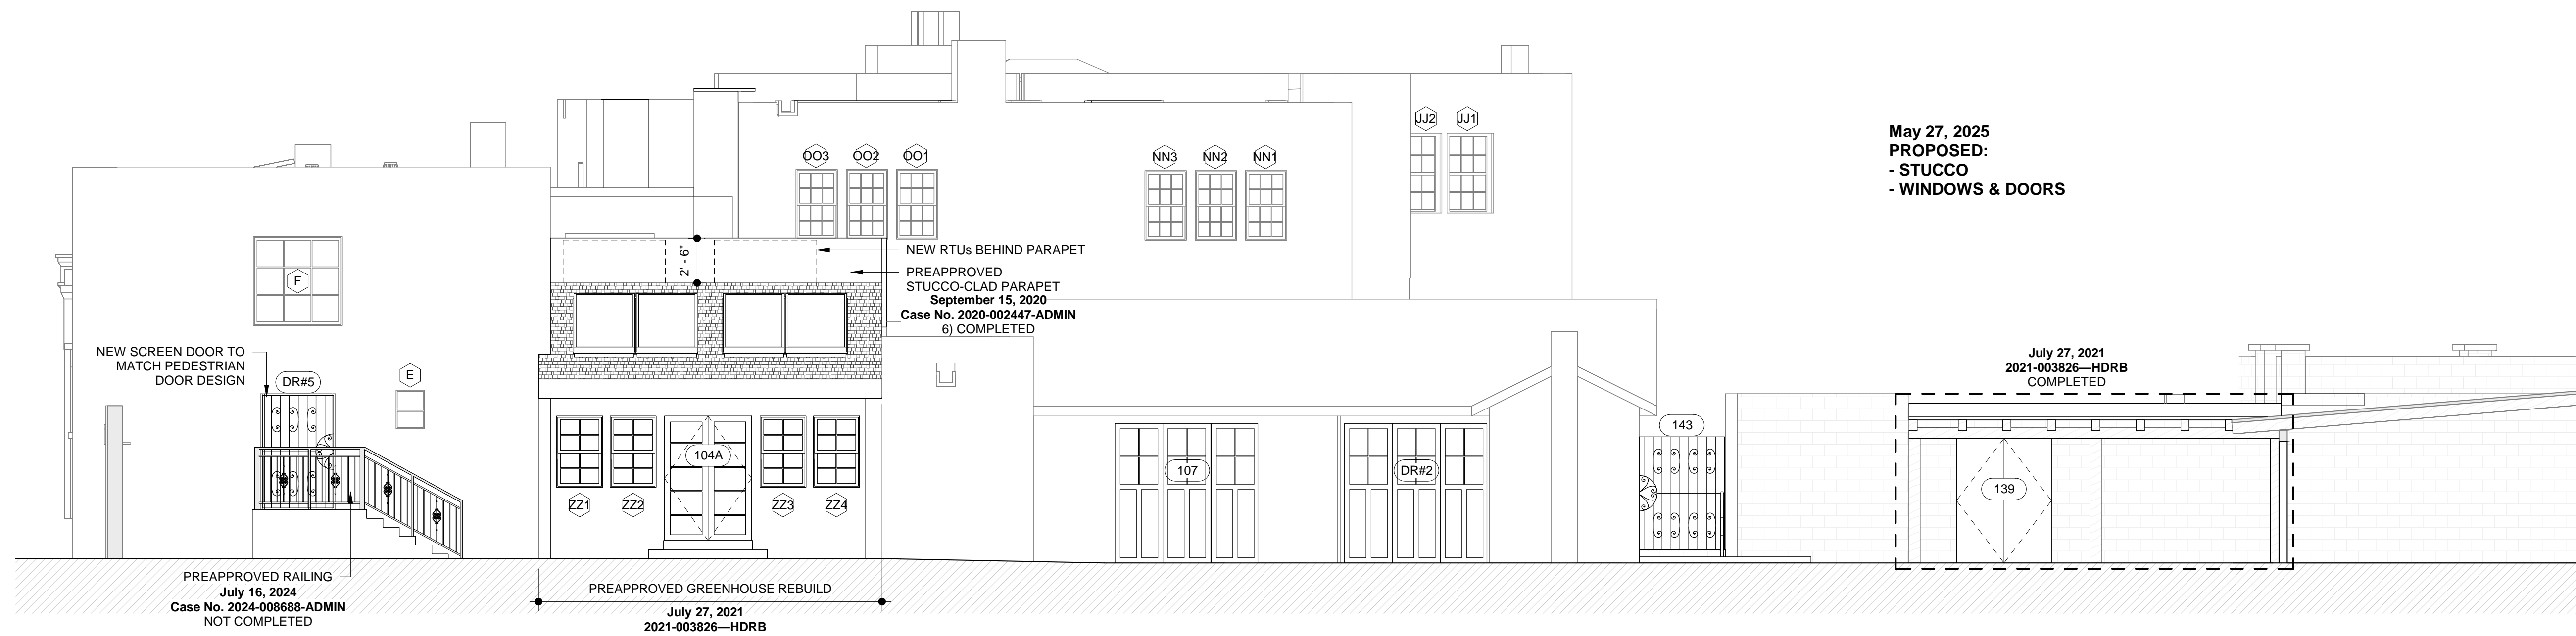 JJ2
JJ1
May 27, 2025
PROPOSED:
- STUCCO
- WINDOWS & DOORS
OO3
OO2
OO1
NN3
NN2
NN1
F
2' - 6"
NEW RTUs BEHIND PARAPET
PREAPPROVED
STUCCO-CLAD PARAPET
September 15, 2020
Case No. 2020-002447-ADMIN
6) COMPLETED
NEW SCREEN DOOR TO
MATCH PEDESTRIAN
DOOR DESIGN
DR#5
E
July 27, 2021
2021-003826—HDRB
COMPLETED
143
104A
107
DR#2
139
ZZ1
ZZ2
ZZ3
ZZ4
PREAPPROVED RAILING
July 16, 2024
Case No. 2024-008688-ADMIN
NOT COMPLETED
PREAPPROVED GREENHOUSE REBUILD
July 27, 2021
2021-003826—HDRB